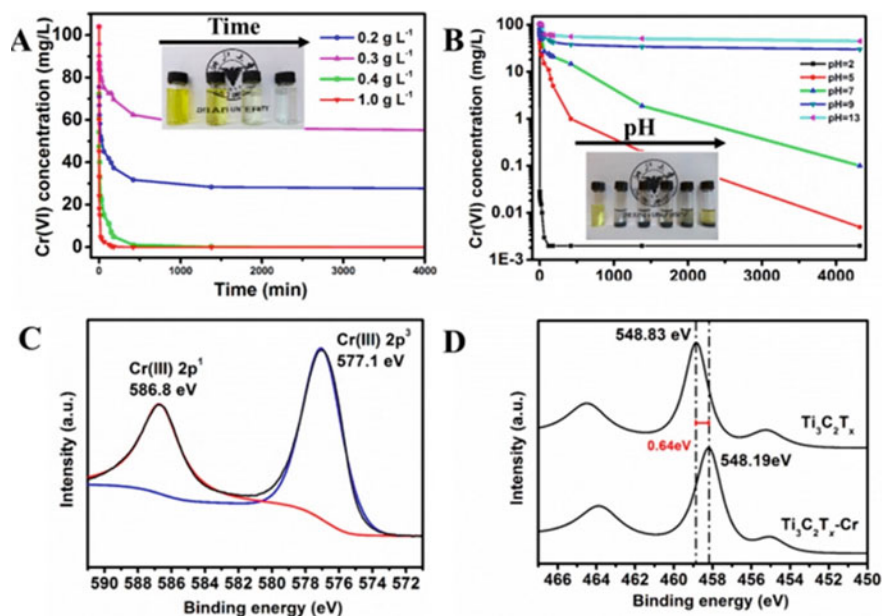 A
Time
0.2 g L⁻¹
0.3 g L⁻¹
0.4 g L⁻¹
1.0 g L⁻¹
Cr(VI) concentration (mg/L)
100
80
60
40
20
0
0 1000 2000 3000 4000
Time (min)
B
pH
pH=2
pH=5
pH=7
pH=9
pH=13
Cr(VI) concentration (mg/L)
100
10
1
0.1
0.01
1E-3
0 1000 2000 3000 4000
C
Cr(III) 2p¹
586.8 eV
Cr(III) 2p³
577.1 eV
Intensity (a.u.)
590 588 586 584 582 580 578 576 574 572
Binding energy (eV)
D
548.83 eV
Ti₃C₂Tₓ
0.64eV
548.19eV
Ti₃C₂Tₓ-Cr
Intensity (a.u.)
466 464 462 460 458 456 454 452 450
Binding energy (eV)